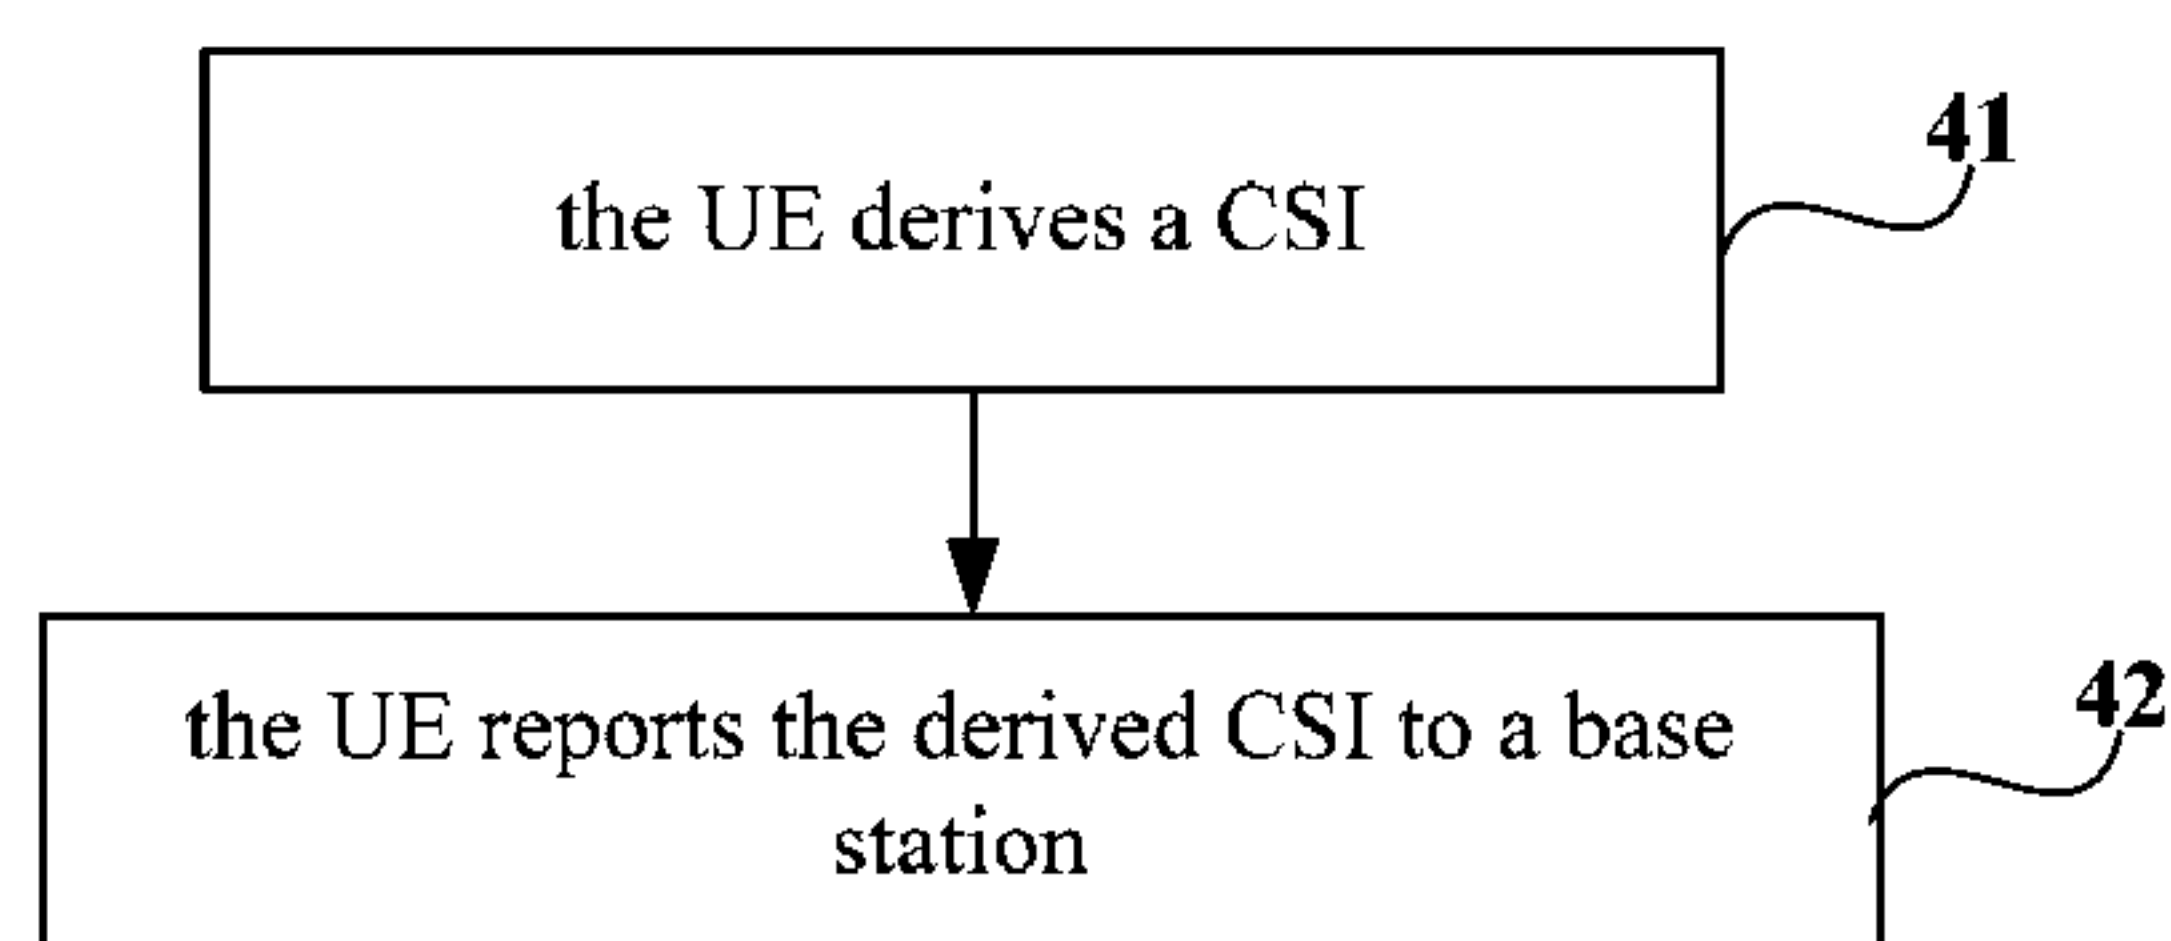 41
the UE derives a CSI
42
the UE reports the derived CSI to a base
station